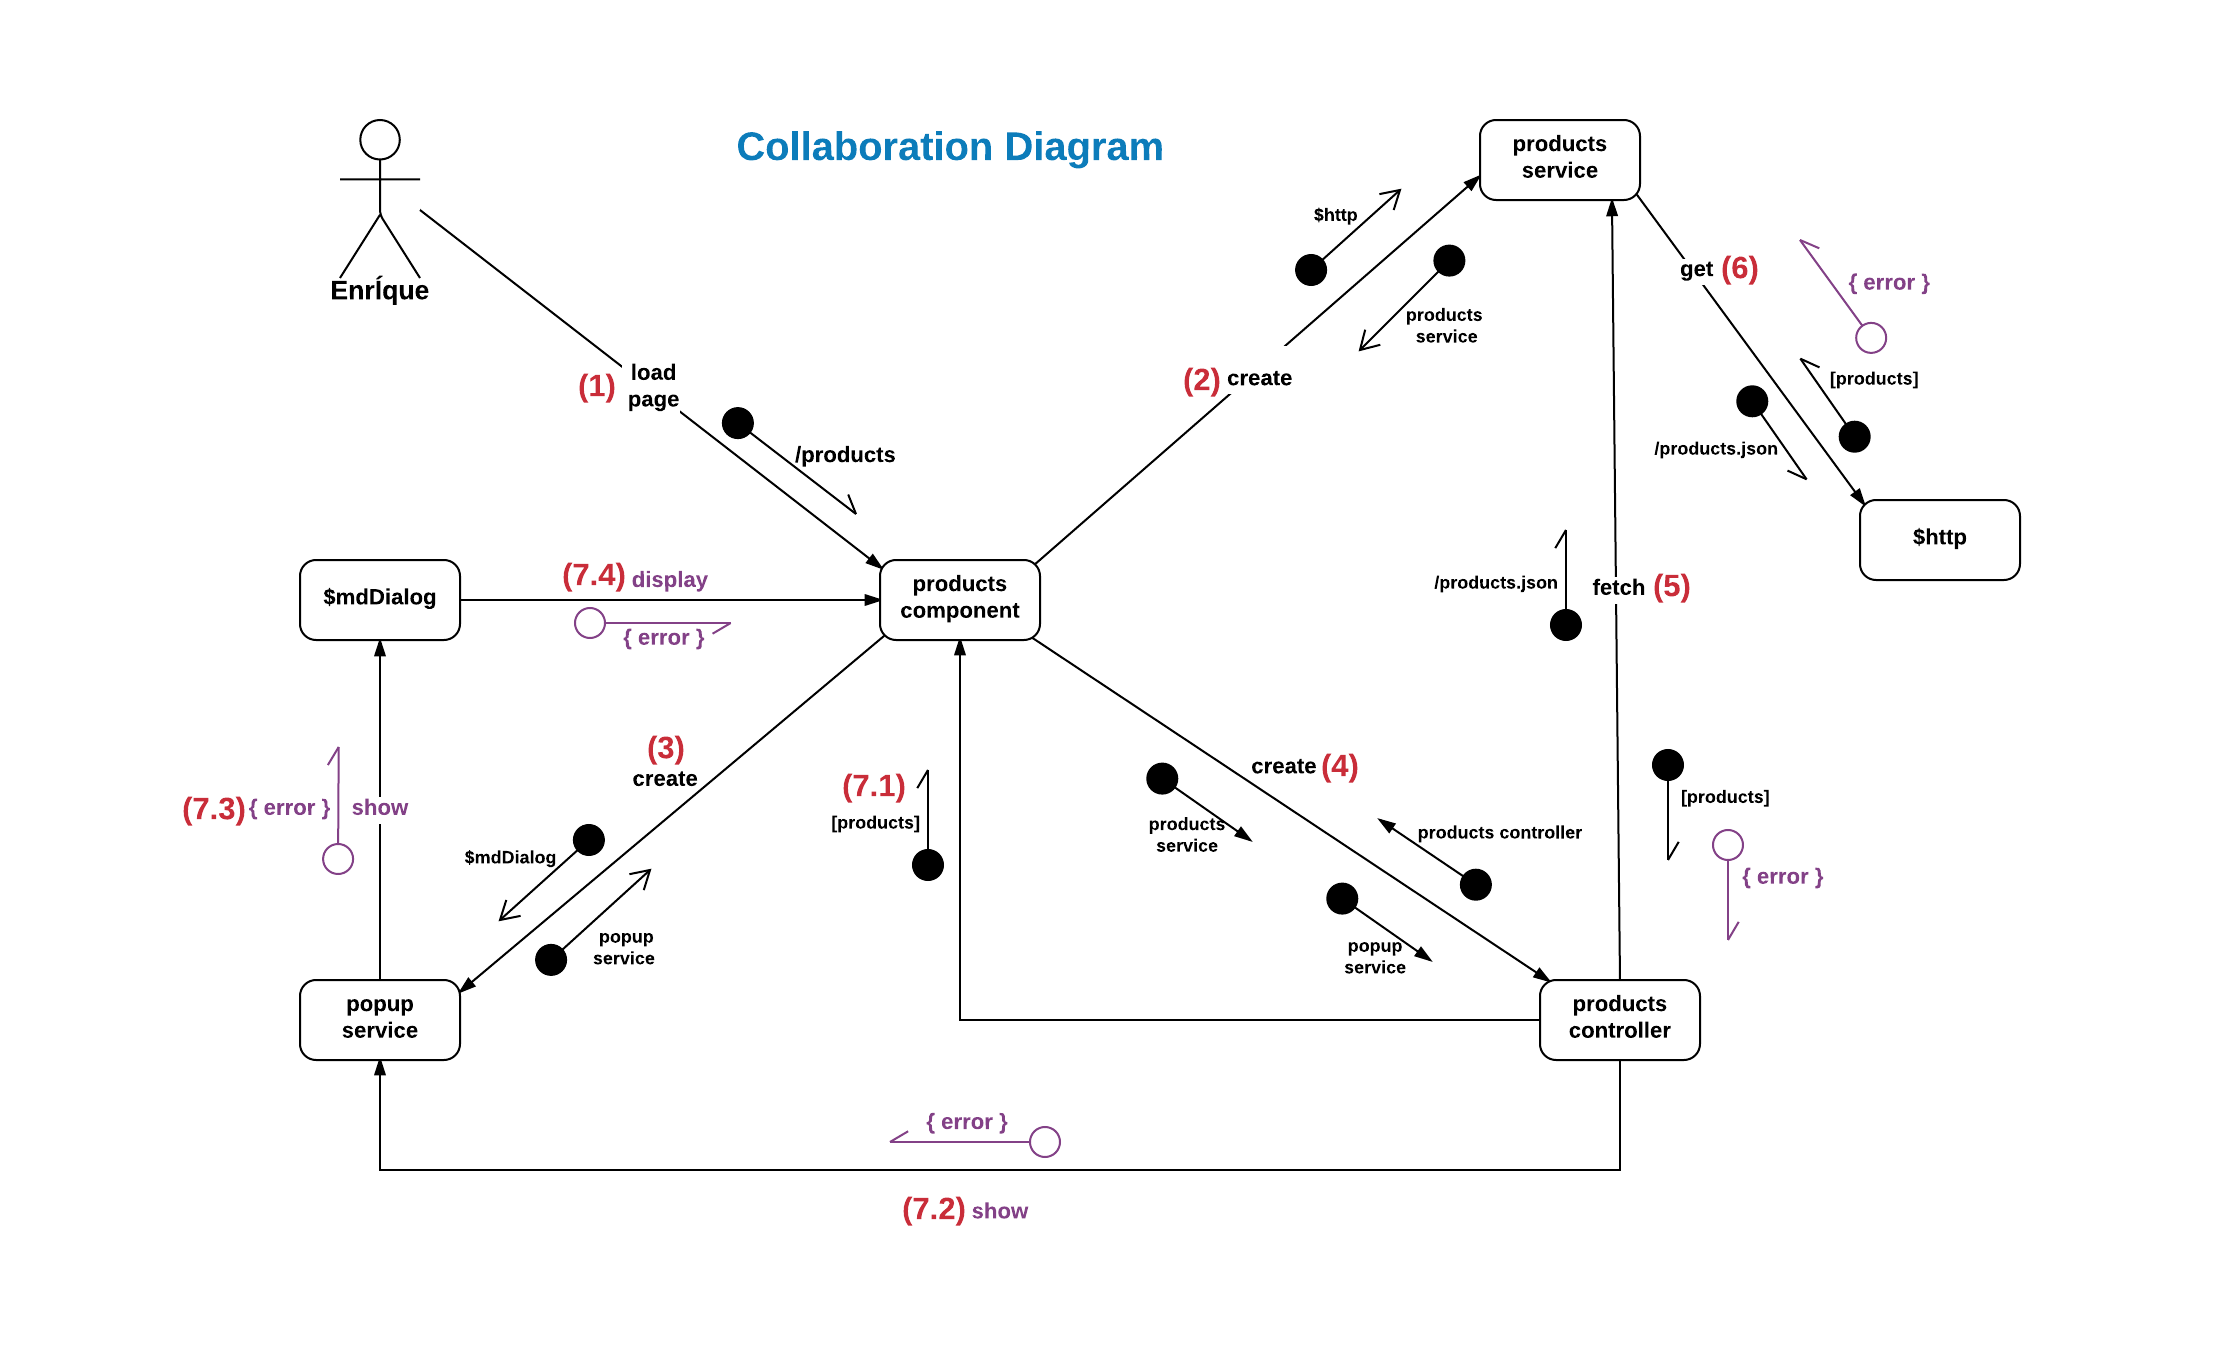 Collaboration Diagram
products
service
$http
get (6)
{ error }
EnrÍque
products
service
load
page
(1)
(2) create
[products]
/products.json
/products
$http
(7.4) display
{ error }
$mdDialog
products
component
/products.json
fetch (5)
(3)
create
(7.1)
[products]
create (4)
products
service
products controller
[products]
{ error }
(7.3) { error } show
$mdDialog
popup
service
popup
service
popup
service
products
controller
{ error }
(7.2) show